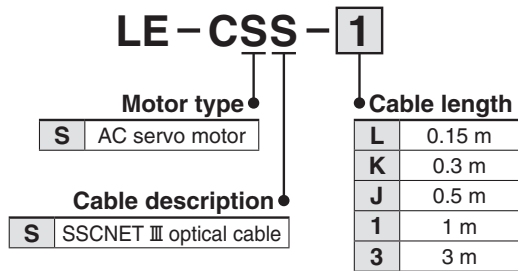 LE – CSS – 1
Motor type
S AC servo motor
Cable description
S SSCNET Ⅲ optical cable
Cable length
L 0.15 m
K 0.3 m
J 0.5 m
1 1 m
3 3 m